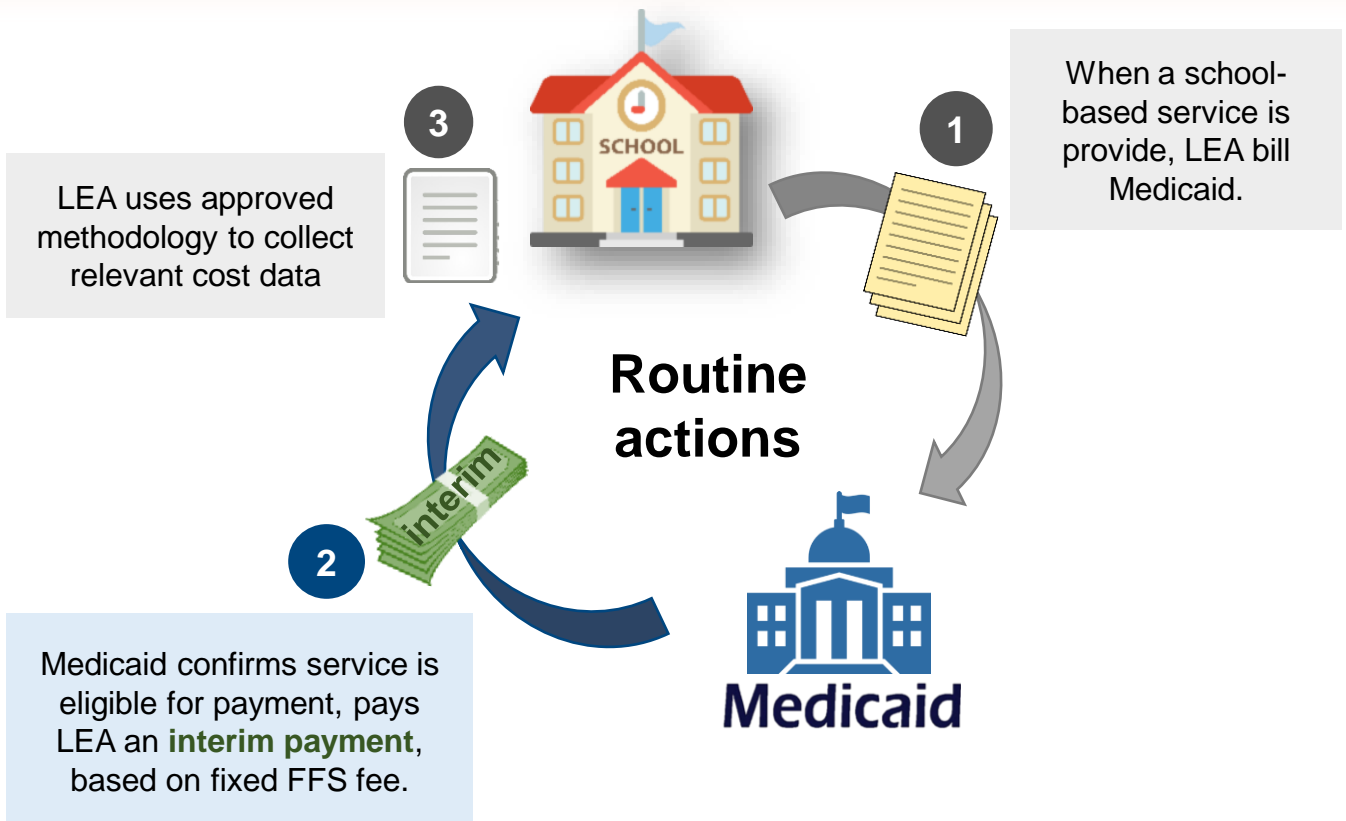 SCHOOL
1
When a school-
based service is
provide, LEA bill
Medicaid.
3
LEA uses approved
methodology to collect
relevant cost data
Routine
actions
interim
2
Medicaid confirms service is
eligible for payment, pays
LEA an interim payment,
based on fixed FFS fee.
Medicaid